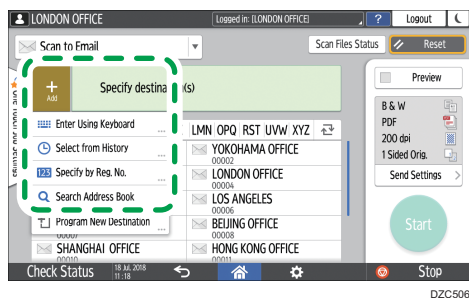 LONDON OFFICE
Logged in: [LONDON OFFICE]
?
Logout
Scan to Email
Scan Files Status
Reset
Add
Specify destina
(s)
Preview
B & W
PDF
200 dpi
1 Sided Orig.
Send Settings
Start
Enter Using Keyboard
...
Select from History
...
123 Specify by Reg. No.
...
Search Address Book
Program New Destination
...
LMN OPQ RST UVW XYZ
YOKOHAMA OFFICE
00002
LONDON OFFICE
00004
LOS ANGELES
00006
BEIJING OFFICE
00007
00008
SHANGHAI OFFICE
HONG KONG OFFICE
00010
00011
Check Status
18 Jul. 2018
11:18
Stop
DZC506